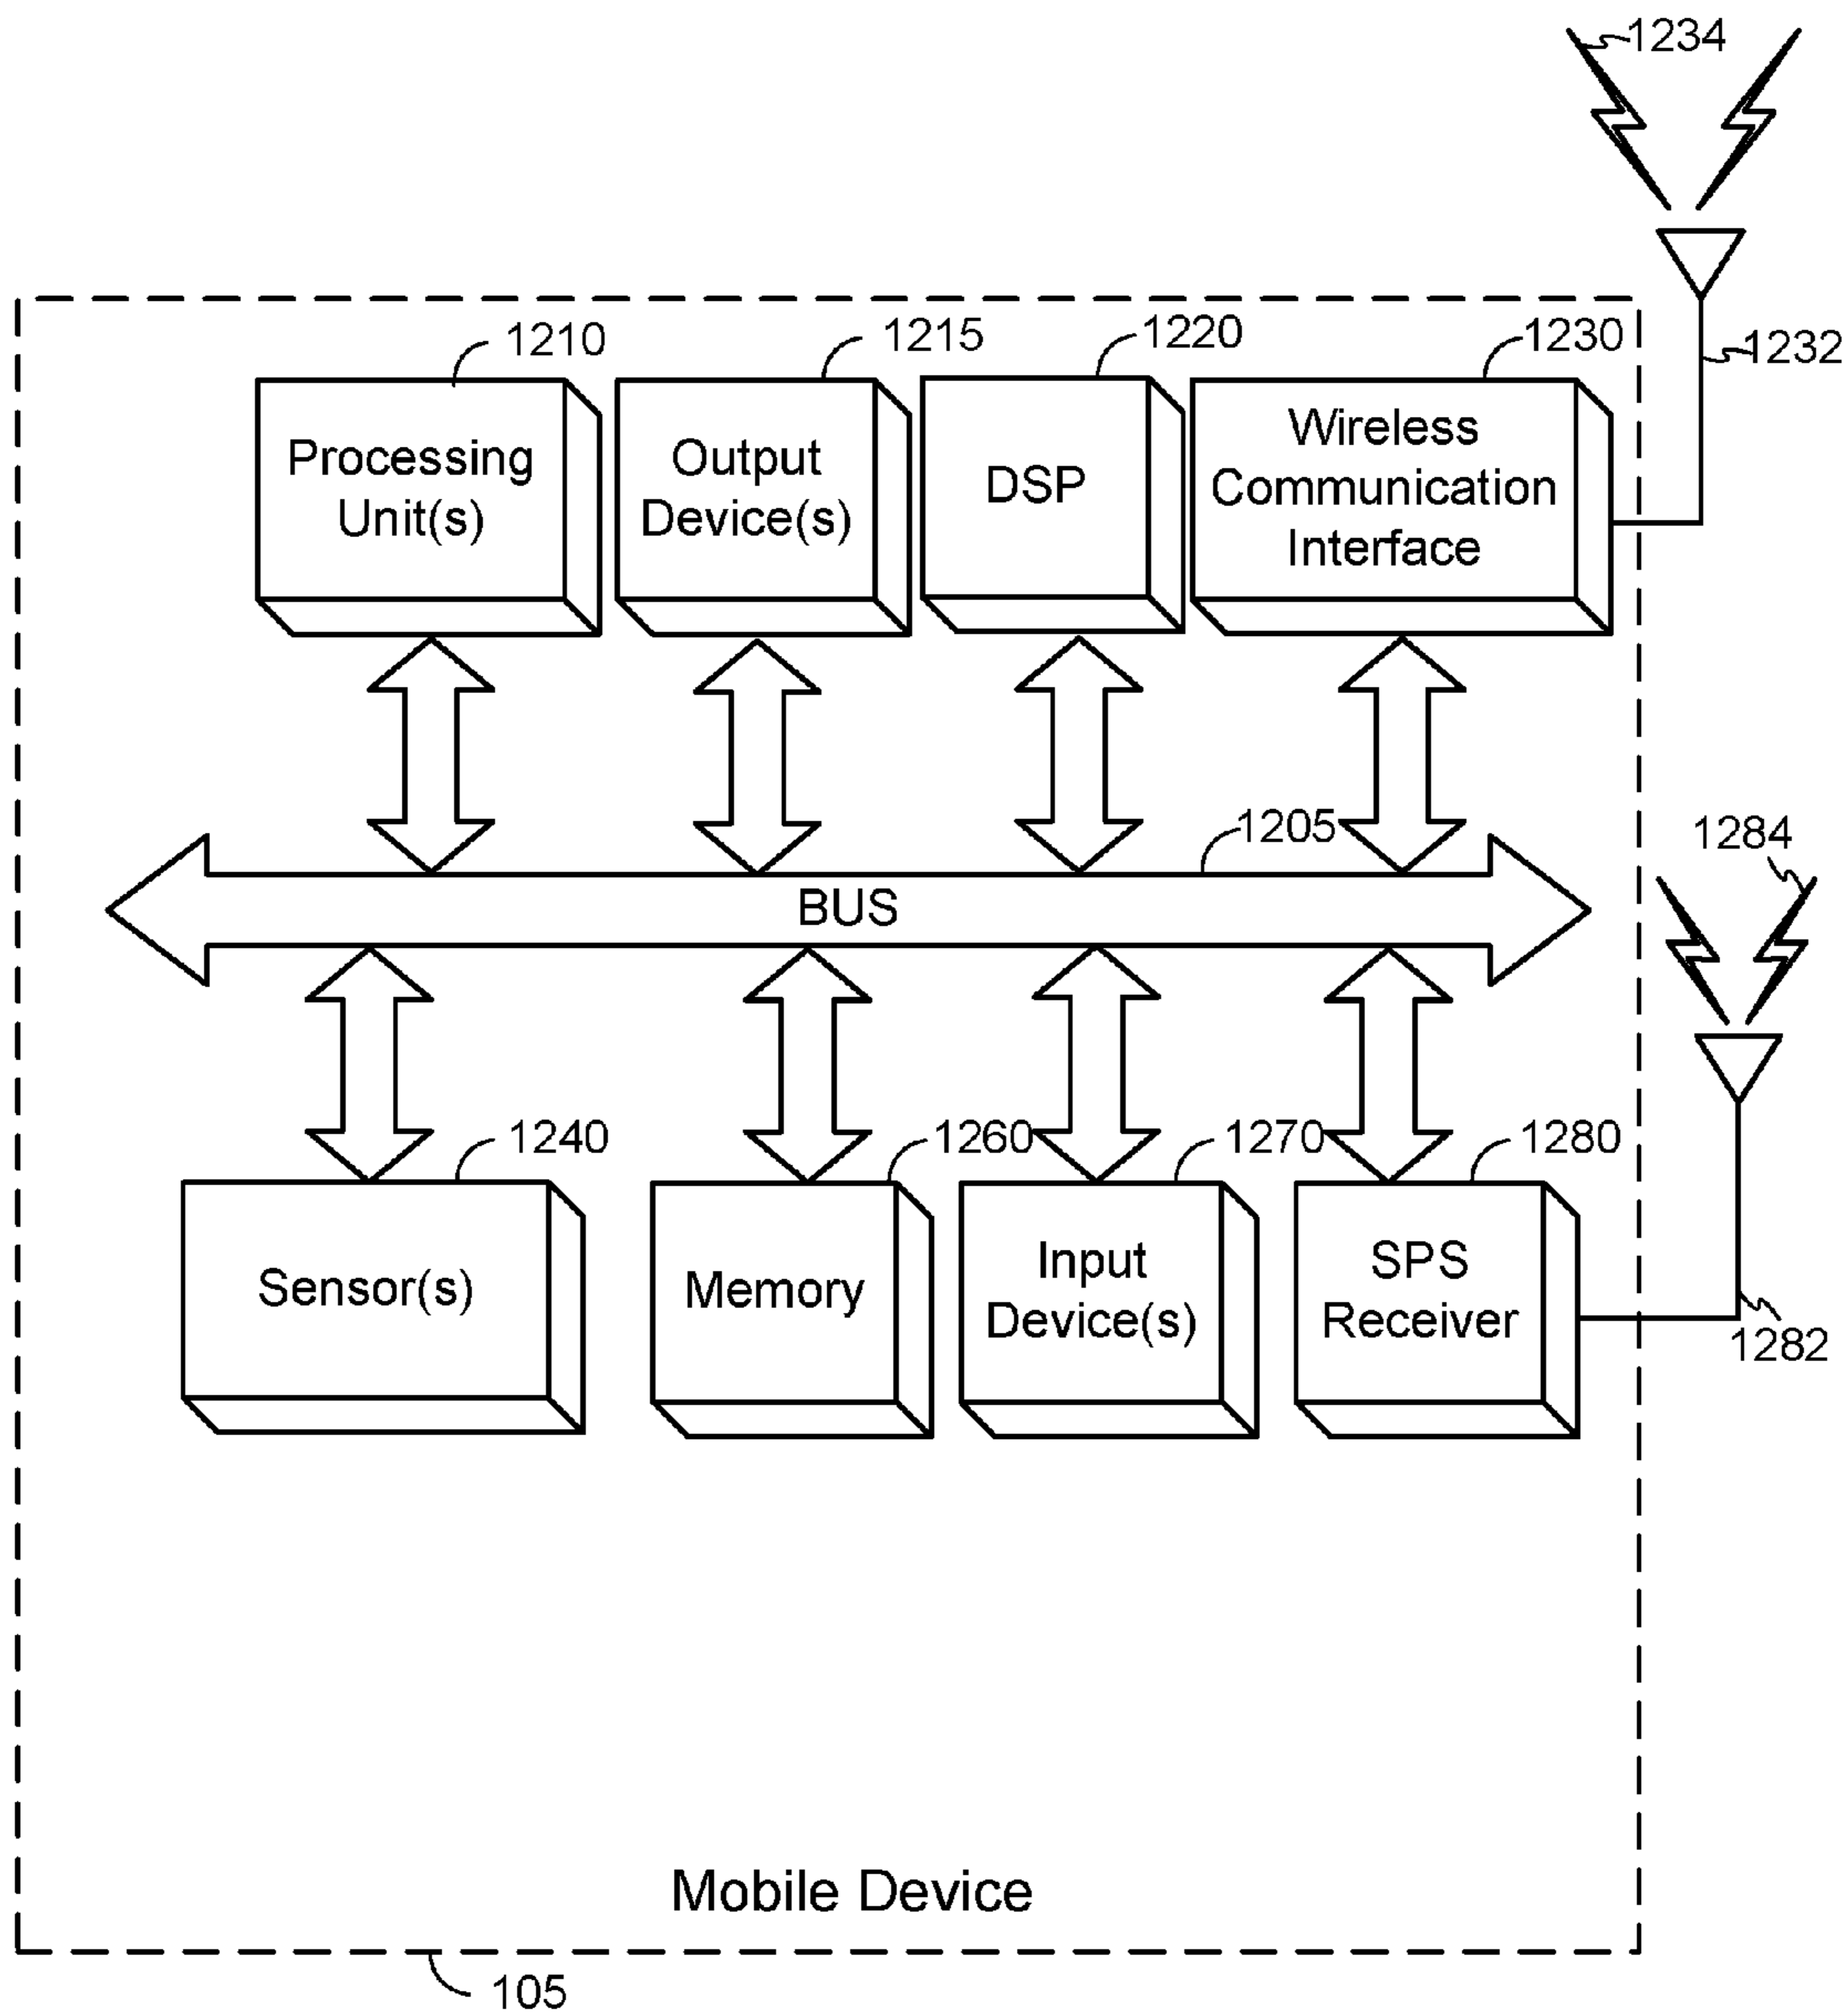 1234
1210
1215
1220
1230
1232
Processing
Unit(s)
Output
Device(s)
DSP
Wireless
Communication
Interface
1205
1284
BUS
1240
1260
1270
1280
Sensor(s)
Memory
Input
Device(s)
SPS
Receiver
1282
Mobile Device
105